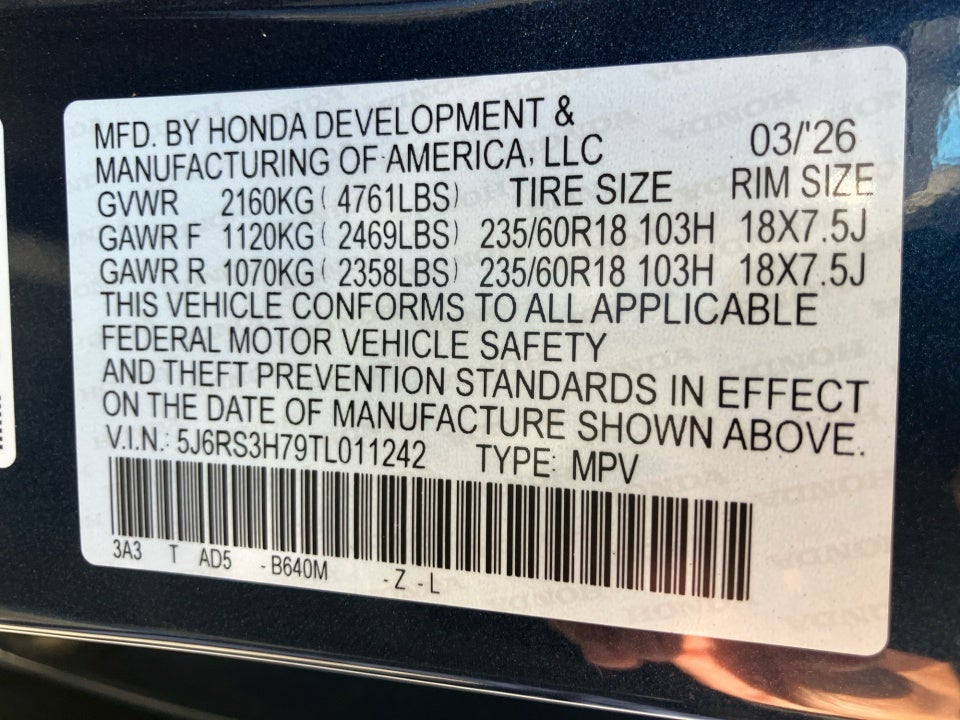 MFD. BY HONDA DEVELOPMENT &
MANUFACTURING OF AMERICA, LLC 03/'26
GVWR 2160KG ( 4761LBS) TIRE SIZE RIM SIZE
GAWR F 1120KG ( 2469LBS) 235/60R18 103H 18X7.5J
GAWR R 1070KG ( 2358LBS) 235/60R18 103H 18X7.5J
THIS VEHICLE CONFORMS TO ALL APPLICABLE
FEDERAL MOTOR VEHICLE SAFETY
AND THEFT PREVENTION STANDARDS IN EFFECT
ON THE DATE OF MANUFACTURE SHOWN ABOVE.
V.I.N.: 5J6RS3H79TL011242 TYPE: MPV
3A3 T AD5 - B640M - Z - L